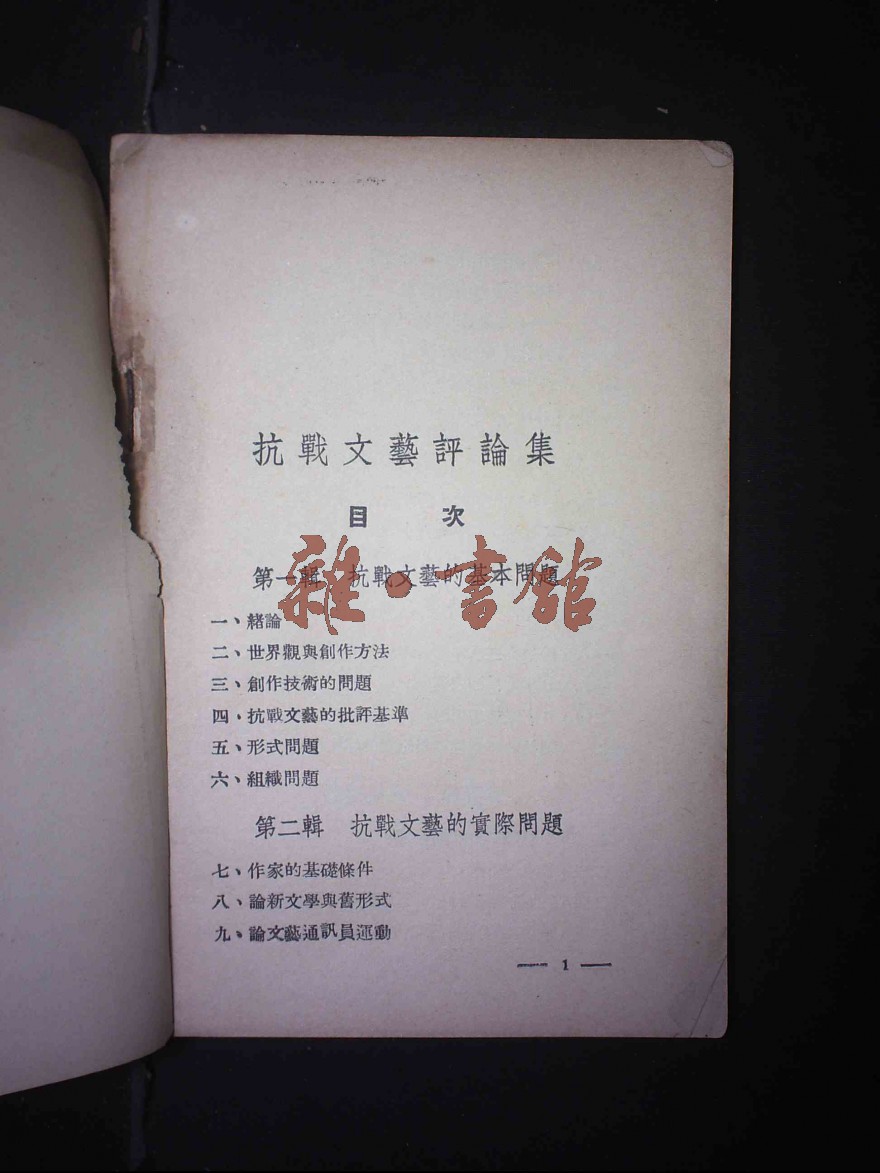 抗戰文藝評論集
目 次
第一輯 抗戰文藝的基本問題
雜·書館
一、緒論
二、世界觀與創作方法
三、創作技術的問題
四、抗戰文藝的批評基準
五、形式問題
六、組織問題
第二輯 抗戰文藝的實際問題
七、作家的基礎條件
八、論新文學與舊形式
九、論文藝通訊員運動
— 1 —